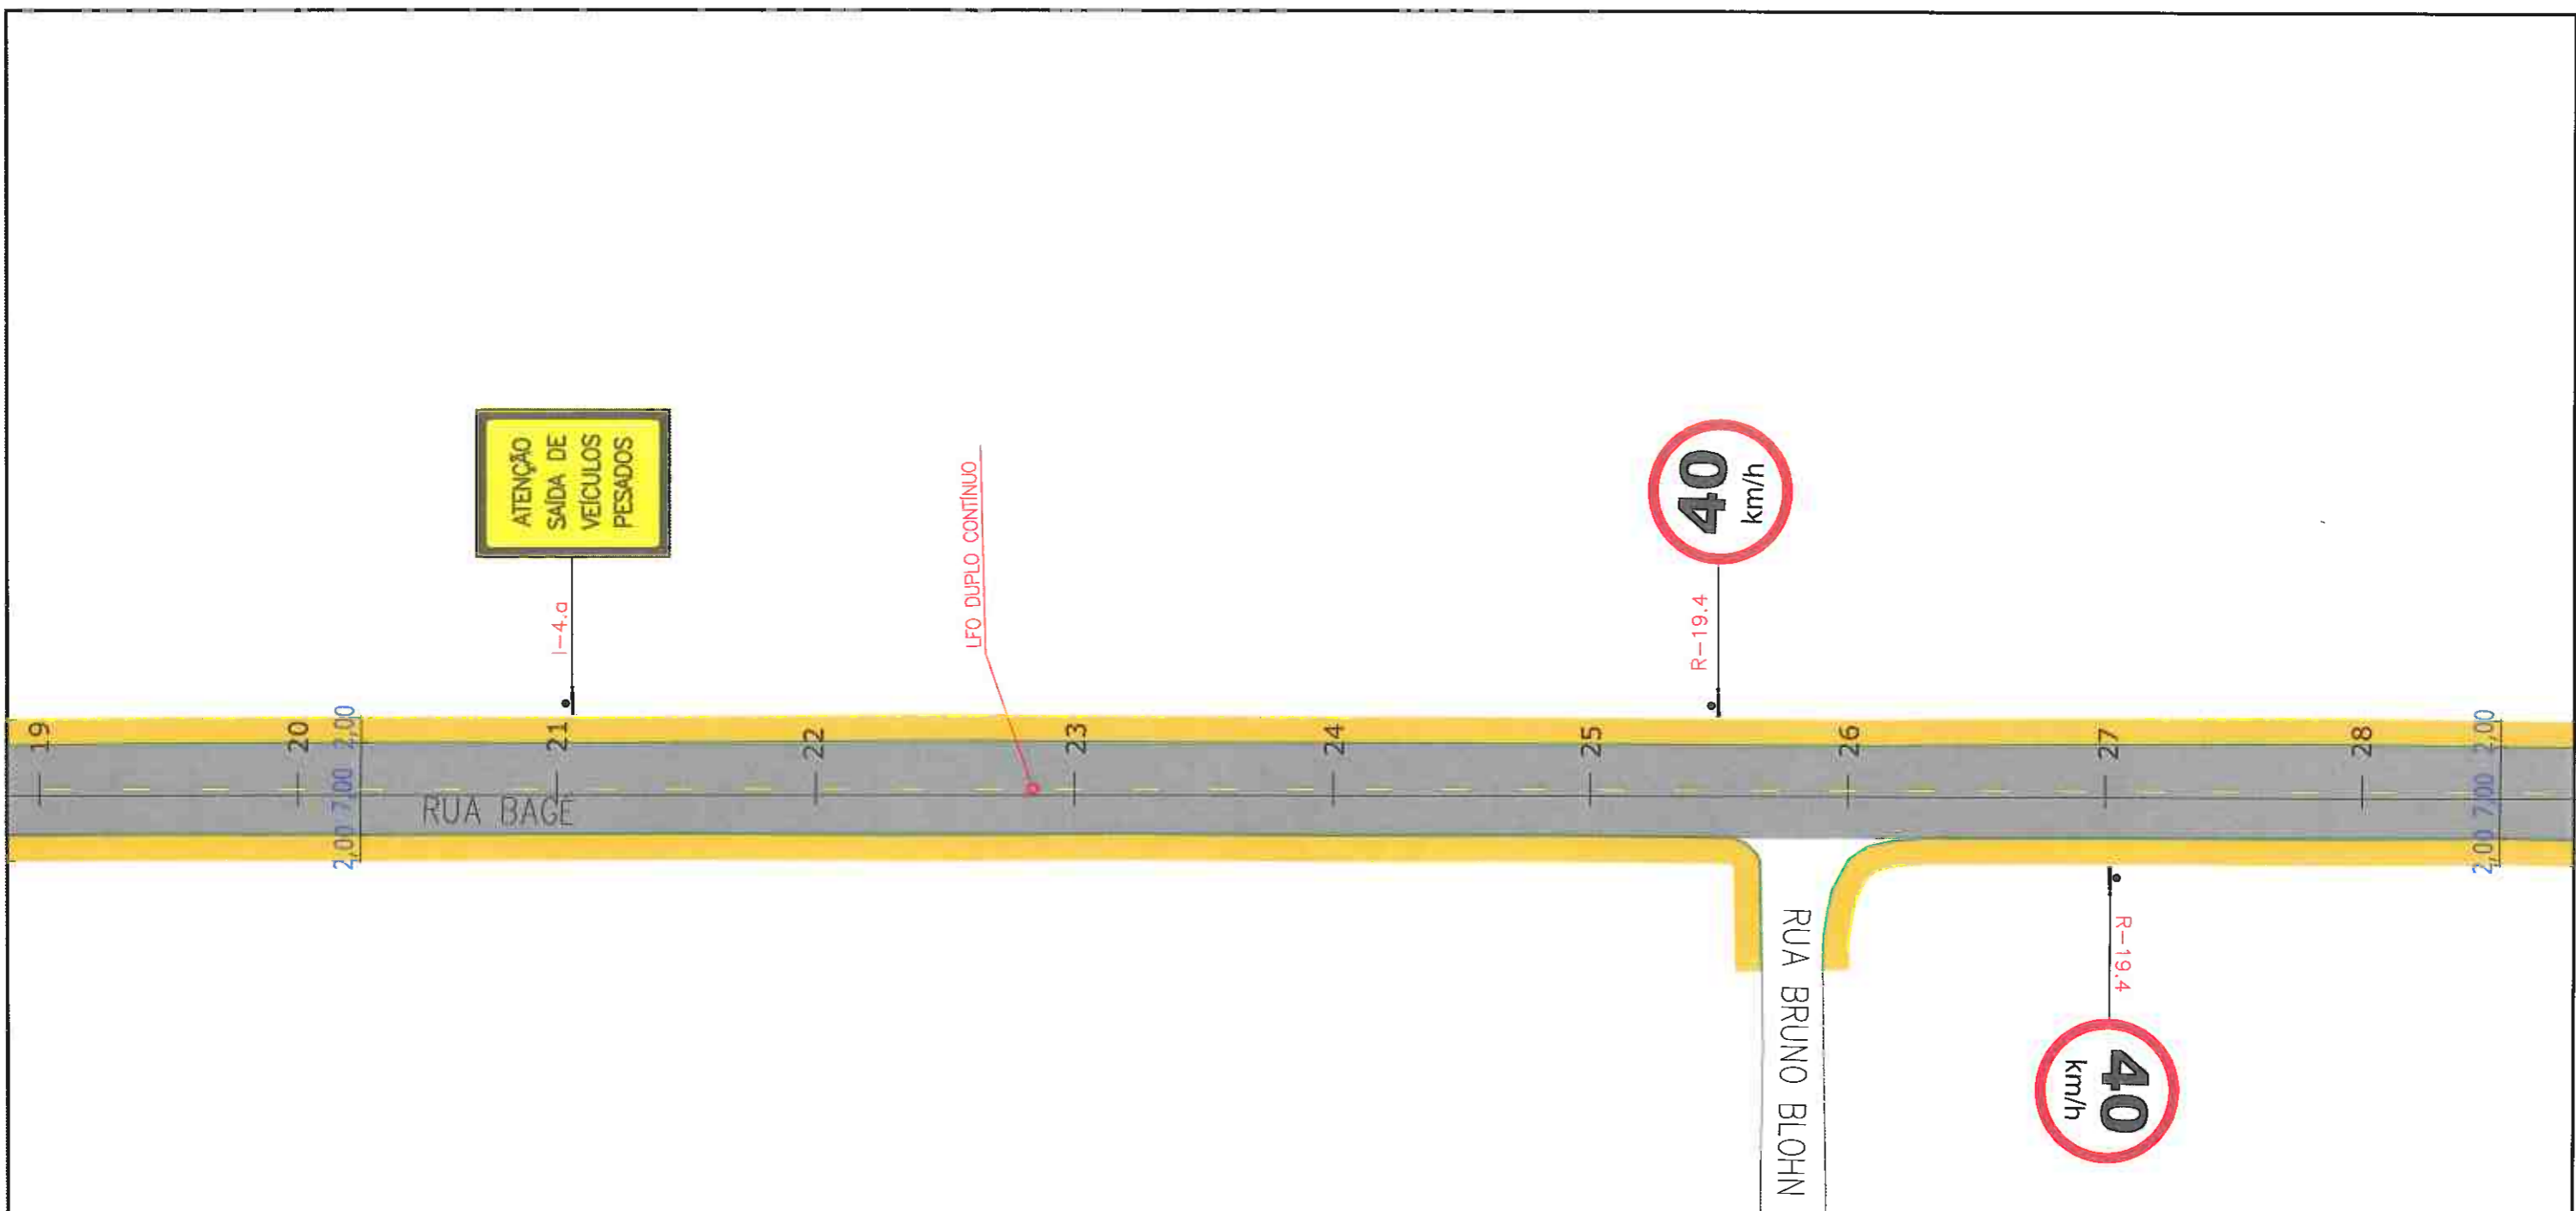 ATENÇÃO
SAÍDA DE
VEÍCULOS
PESADOS
I-4.a
LFO DUPLO CONTÍNUO
40
km/h
R-19.4
19
20
21
22
23
24
25
26
27
28
2,00
7,00
2,00
2,00
7,00
2,00
RUA BAGÉ
RUA BRUNO BLOHN
R-19.4
40
km/h